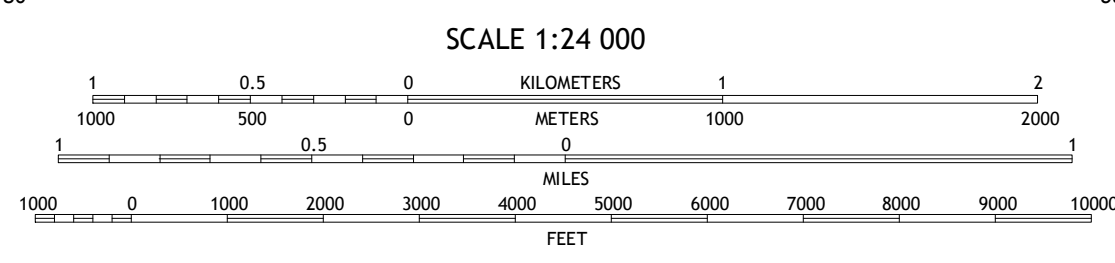 SCALE 1:24 000
1 0.5 0 KILOMETERS 1 2
1000 500 0 METERS 1000 2000
1 0.5 0 1
MILES
1000 0 1000 2000 3000 4000 5000 6000 7000 8000 9000 10000
FEET